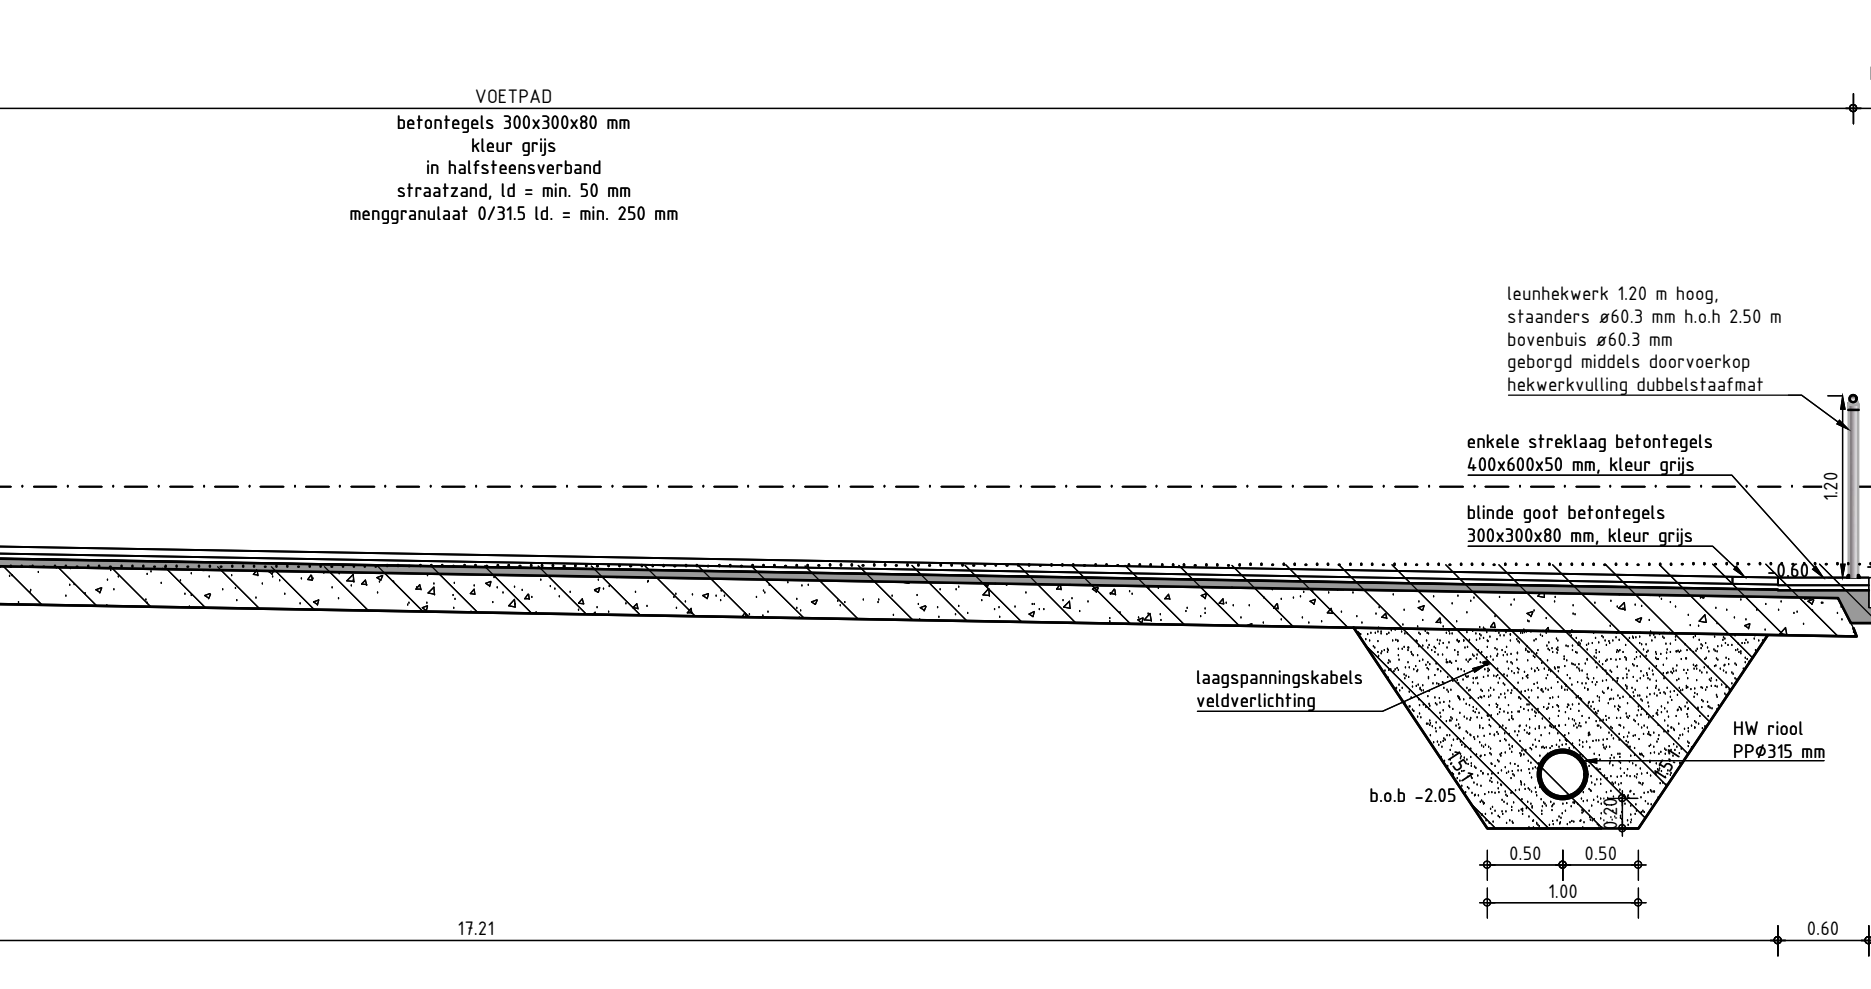 VOETPAD
betontegels 300x300x80 mm
kleur grijs
in halfsteensverband
straatzand, ld = min. 50 mm
menggranulaat 0/31.5 ld. = min. 250 mm
leunhekwerk 1.20 m hoog,
staanders ø60.3 mm h.o.h 2.50 m
bovenbuis ø60.3 mm
geborgd middels doorvoerkop
hekwerkvulling dubbelstaafmat
enkele streklaag betontegels
400x600x50 mm, kleur grijs
1.20
blinde goot betontegels
300x300x80 mm, kleur grijs
0.60
laagspanningskabels
veldverlichting
HW riool
PPØ315 mm
1.5:1
1.5:1
b.o.b -2.05
0.20
0.50
0.50
1.00
17.21
0.60